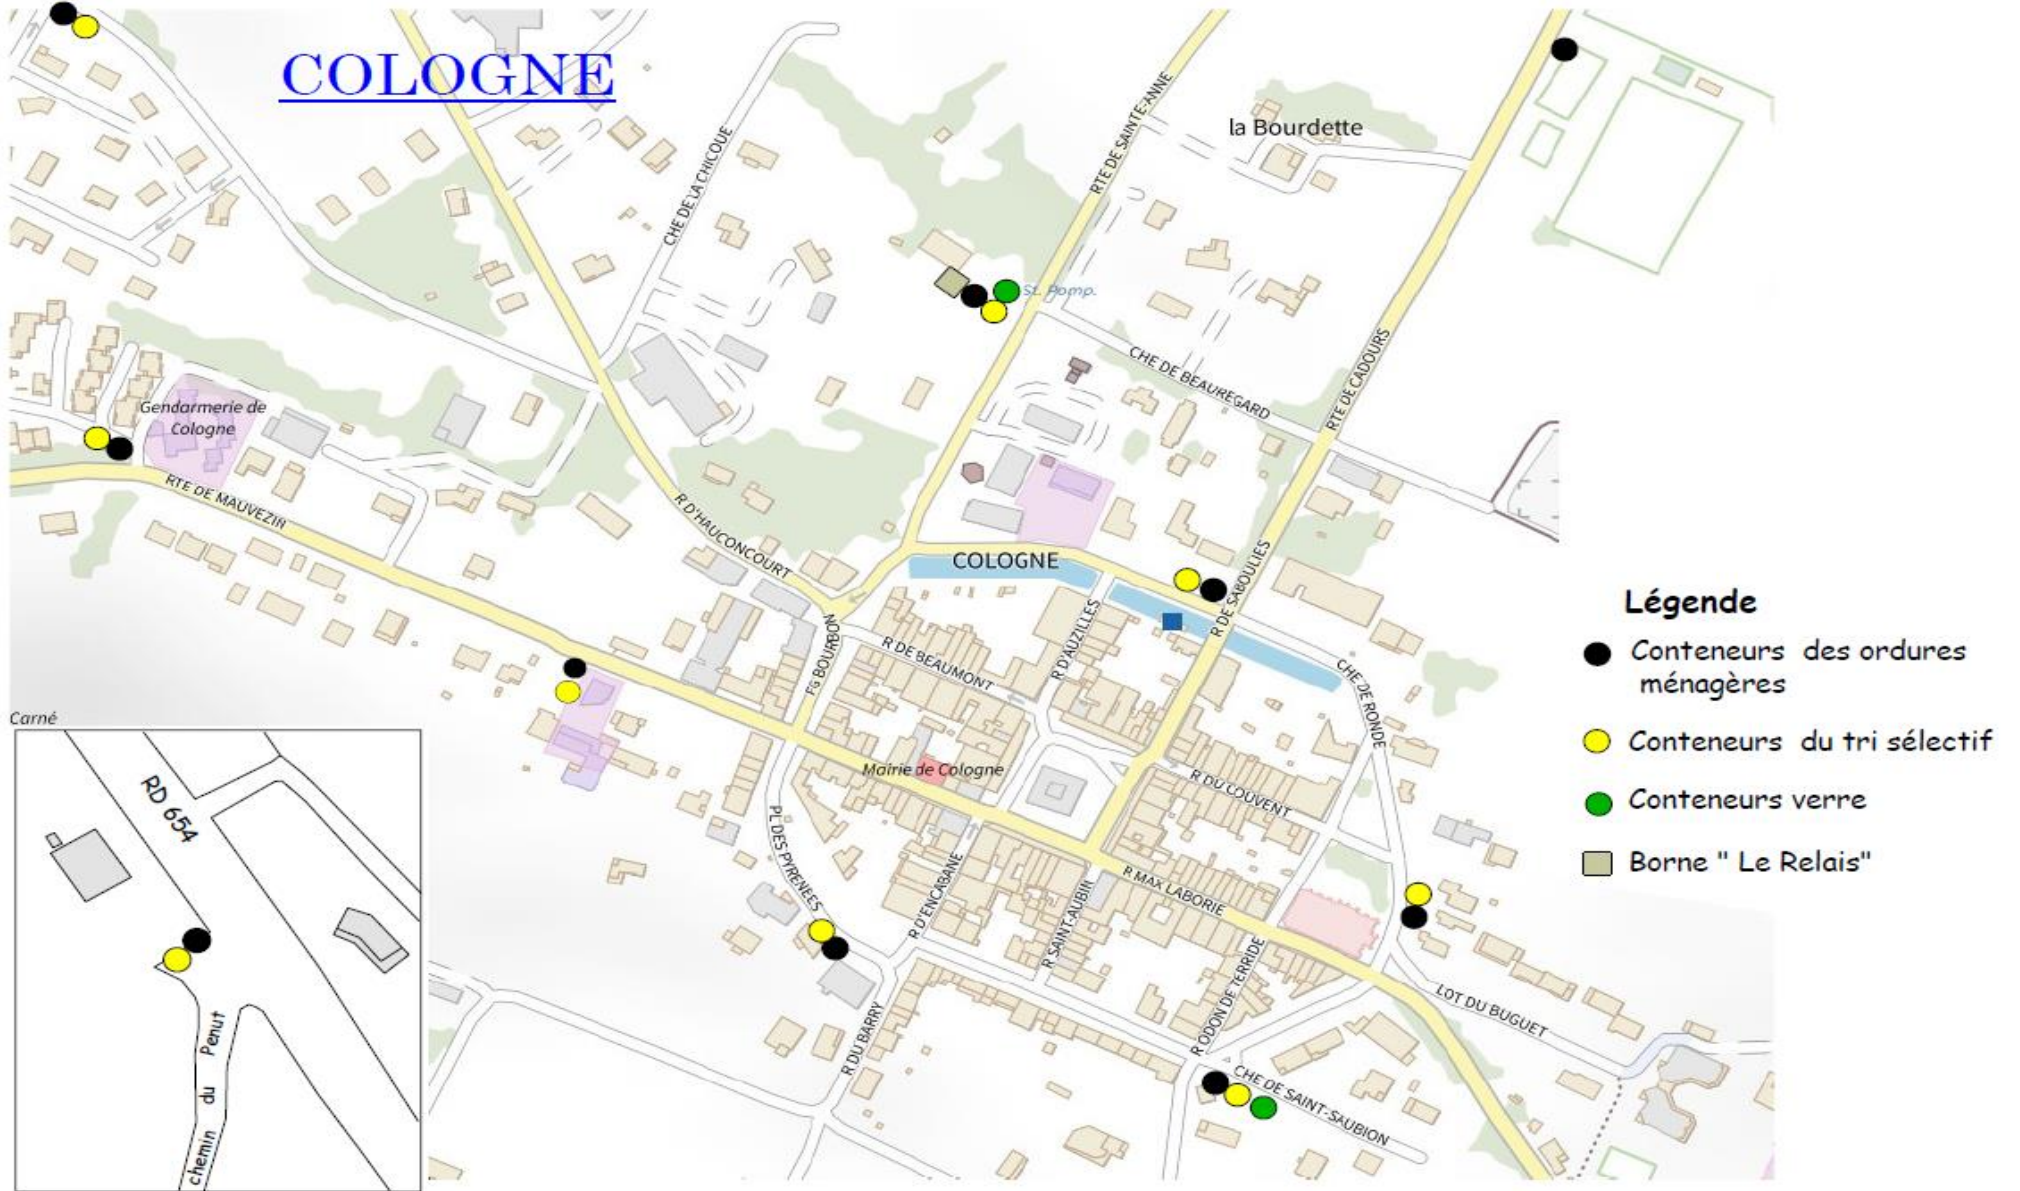 COLOGNE
la Bourdette
RTE DE SAINTE-ANNE
CHE DE LA CHICOUE
St. Pomp.
CHE DE BEAUREGARD
RTE DE CADOURS
Gendarmerie de
Cologne
RTE DE MAUVEZIN
R D'HAUCONCOURT
COLOGNE
R DE SABOULIES
FG BOURBON
R DE BEAUMONT
R D'AUZILLES
CHE DE RONDE
Légende
Conteneurs des ordures
ménagères
Conteneurs du tri sélectif
Conteneurs verre
Borne " Le Relais"
Carné
Mairie de Cologne
R DU COUVENT
PL DES PYRENEES
R D'ENCABANE
R SAINT-AUBIN
R MAX LABORIE
R ODON DE TERRIDE
LOT DU BUGUET
R DU BARRY
CHE DE SAINT-SAUBION
RD 654
chemin du Penut